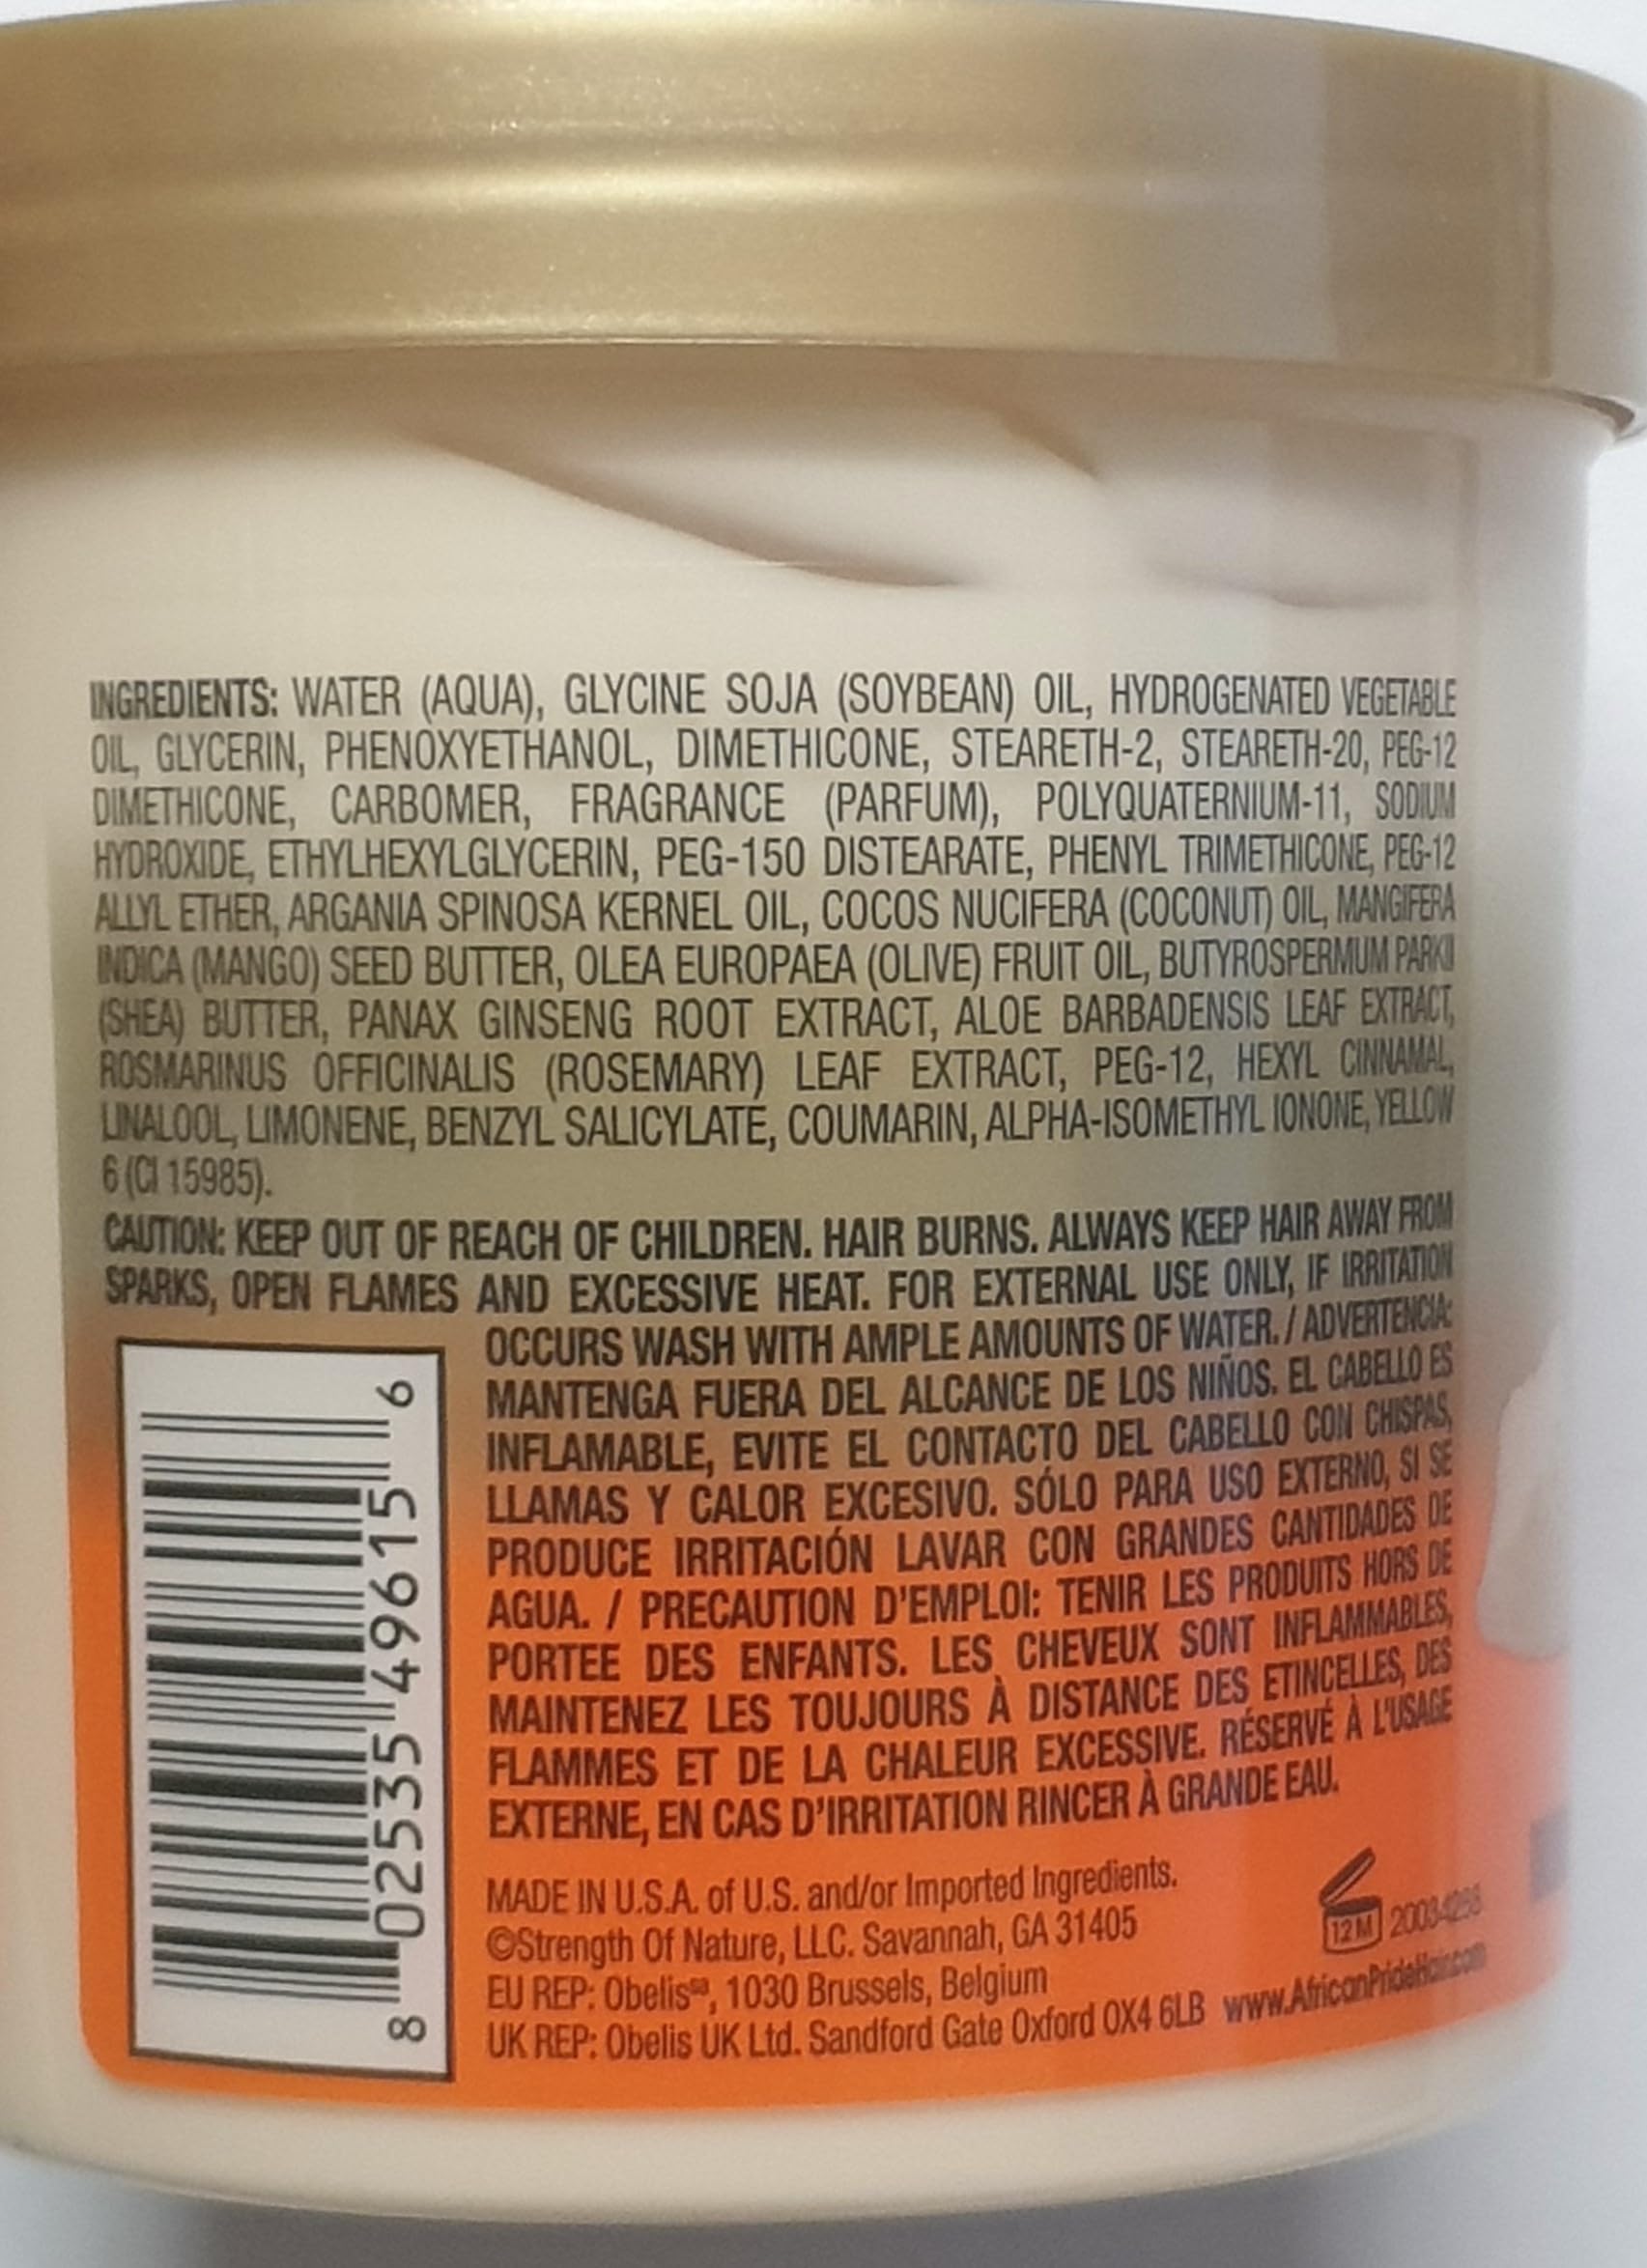 INGREDIENTS: WATER (AQUA), GLYCINE SOJA (SOYBEAN) OIL, HYDROGENATED VEGETABLE
OIL, GLYCERIN, PHENOXYETHANOL, DIMETHICONE, STEARETH-2, STEARETH-20, PEG-12
DIMETHICONE, CARBOMER, FRAGRANCE (PARFUM), POLYQUATERNIUM-11, SODIUM
HYDROXIDE, ETHYLHEXYLGLYCERIN, PEG-150 DISTEARATE, PHENYL TRIMETHICONE, PEG-12
ALLYL ETHER, ARGANIA SPINOSA KERNEL OIL, COCOS NUCIFERA (COCONUT) OIL, MANGIFERA
INDICA (MANGO) SEED BUTTER, OLEA EUROPAEA (OLIVE) FRUIT OIL, BUTYROSPERMUM PARKII
(SHEA) BUTTER, PANAX GINSENG ROOT EXTRACT, ALOE BARBADENSIS LEAF EXTRACT,
ROSMARINUS OFFICINALIS (ROSEMARY) LEAF EXTRACT, PEG-12, HEXYL CINNAMAL,
LINALOOL, LIMONENE, BENZYL SALICYLATE, COUMARIN, ALPHA-ISOMETHYL IONONE, YELLOW
6 (CI 15985).
CAUTION: KEEP OUT OF REACH OF CHILDREN. HAIR BURNS. ALWAYS KEEP HAIR AWAY FROM
SPARKS, OPEN FLAMES AND EXCESSIVE HEAT. FOR EXTERNAL USE ONLY, IF IRRITATION
OCCURS WASH WITH AMPLE AMOUNTS OF WATER. / ADVERTENCIA:
MANTENGA FUERA DEL ALCANCE DE LOS NIÑOS. EL CABELLO ES
INFLAMABLE, EVITE EL CONTACTO DEL CABELLO CON CHISPAS,
LLAMAS Y CALOR EXCESIVO. SÓLO PARA USO EXTERNO, SI SE
PRODUCE IRRITACIÓN LAVAR CON GRANDES CANTIDADES DE
AGUA. / PRECAUTION D'EMPLOI: TENIR LES PRODUITS HORS DE
PORTEE DES ENFANTS. LES CHEVEUX SONT INFLAMMABLES,
MAINTENEZ LES TOUJOURS À DISTANCE DES ETINCELLES, DES
FLAMMES ET DE LA CHALEUR EXCESSIVE. RÉSERVÉ À L'USAGE
EXTERNE, EN CAS D'IRRITATION RINCER À GRANDE EAU.
8 02535 49615 6
MADE IN U.S.A. of U.S. and/or Imported Ingredients.
©Strength Of Nature, LLC. Savannah, GA 31405
EU REP: Obelisˢᵃ, 1030 Brussels, Belgium
UK REP: Obelis UK Ltd. Sandford Gate Oxford OX4 6LB
12 M
www.AfricanPrideHair.com